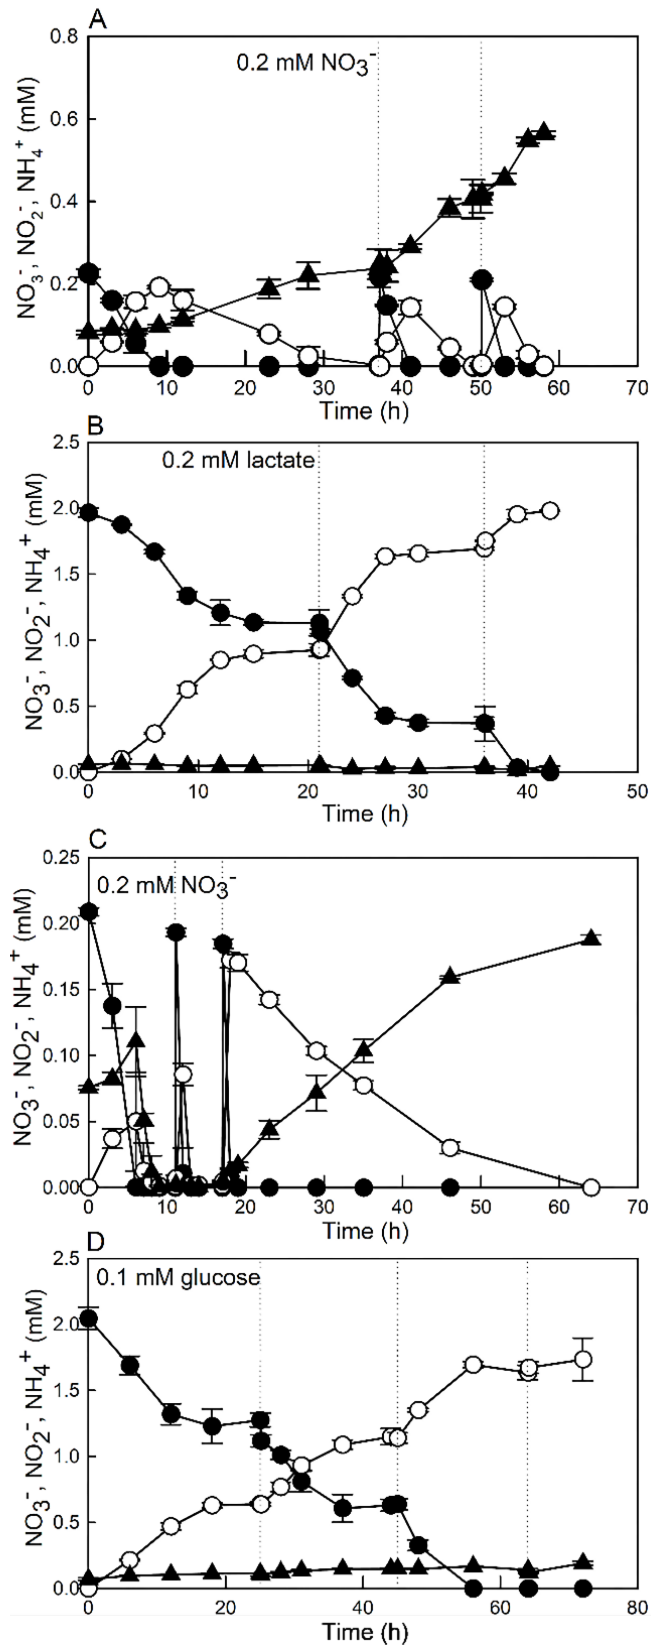 A
0.2 mM NO₃⁻
NO₃⁻, NO₂⁻, NH₄⁺ (mM)
0.8
0.6
0.4
0.2
0.0
0 10 20 30 40 50 60 70
Time (h)
B
0.2 mM lactate
NO₃⁻, NO₂⁻, NH₄⁺ (mM)
2.5
2.0
1.5
1.0
0.5
0.0
0 10 20 30 40 50
Time (h)
C
0.2 mM NO₃⁻
NO₃⁻, NO₂⁻, NH₄⁺ (mM)
0.25
0.20
0.15
0.10
0.05
0.00
0 10 20 30 40 50 60 70
Time (h)
D
0.1 mM glucose
NO₃⁻, NO₂⁻, NH₄⁺ (mM)
2.5
2.0
1.5
1.0
0.5
0.0
0 20 40 60 80
Time (h)